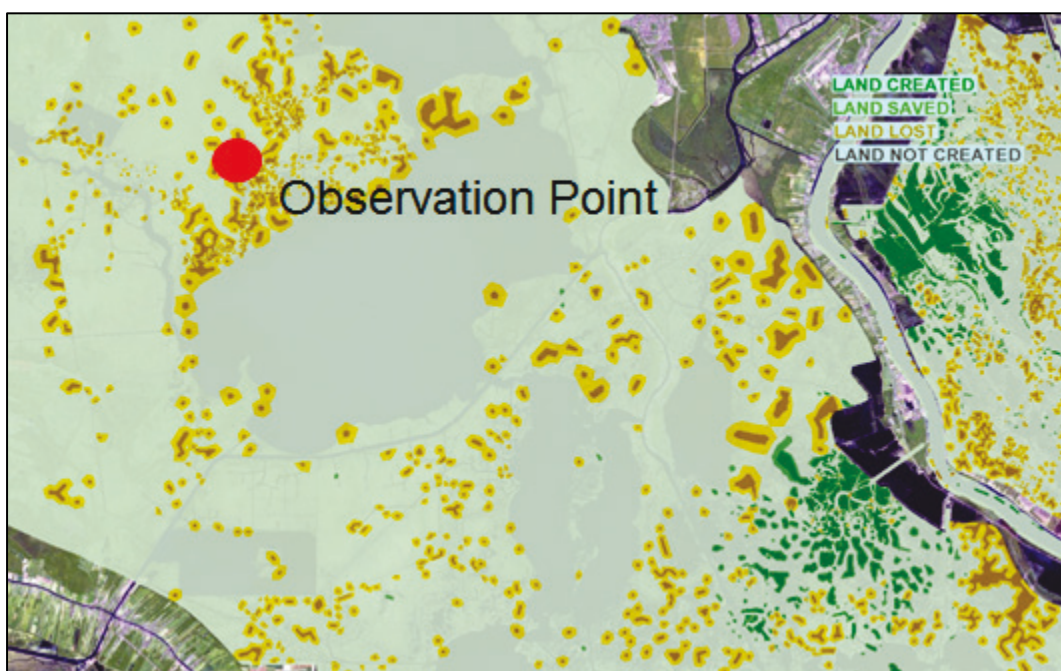 LAND CREATED
LAND SAVED
LAND LOST
LAND NOT CREATED
Observation Point